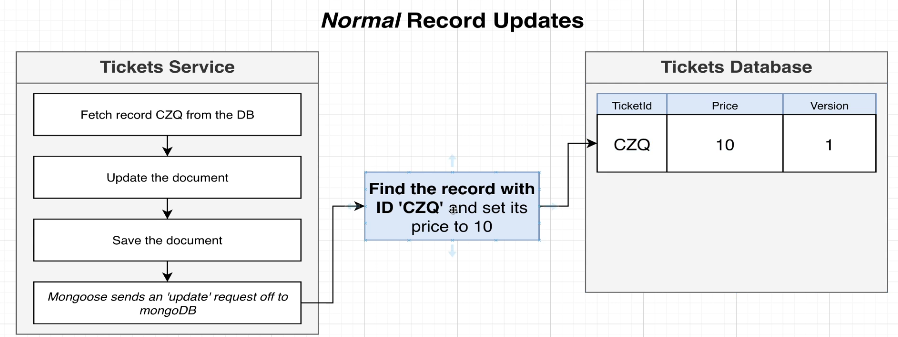 Normal Record Updates
Tickets Service
Fetch record CZQ from the DB
Update the document
Save the document
Mongoose sends an 'update' request off to
mongoDB
Find the record with
ID 'CZQ' and set its
price to 10
Tickets Database
TicketId Price Version
CZQ 10 1